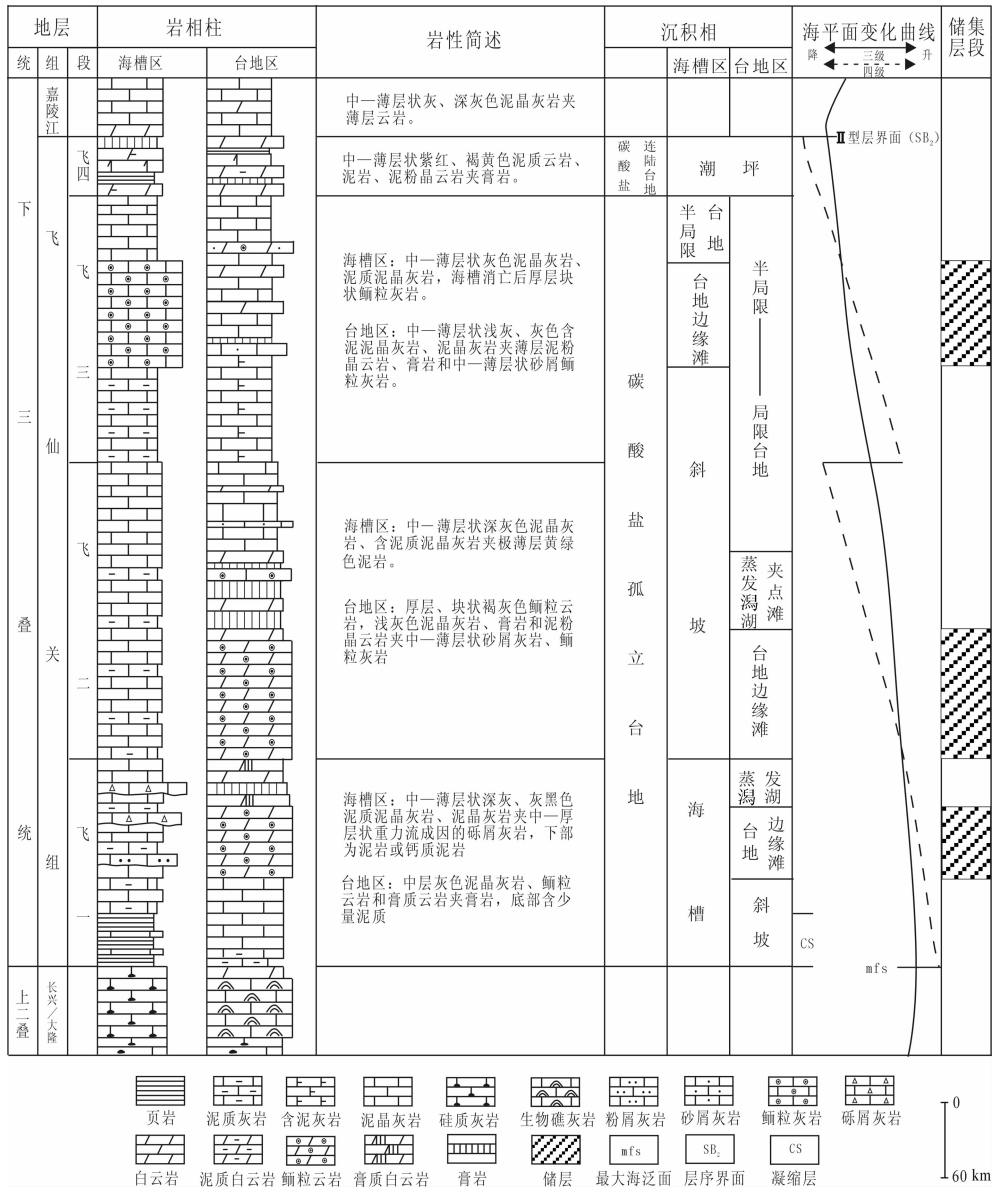 地层
岩相柱
岩性简述
沉积相
海平面变化曲线
储集层段
统
组
段
海槽区
台地区
海槽区
台地区
降
三级
四级
升
嘉陵江
中—薄层状灰、深灰色泥晶灰岩夹
薄层云岩。
II型层界面（SB₂）
飞四
中—薄层状紫红、褐黄色泥质云岩、
泥岩、泥粉晶云岩夹膏岩。
碳酸盐
连陆台地
潮坪
下三叠统
飞仙关组
飞三
海槽区：中—薄层状灰色泥晶灰岩、
泥质泥晶灰岩，海槽消亡后厚层块
状鲕粒灰岩。
台地区：中—薄层状浅灰、灰色含
泥泥晶灰岩、泥晶灰岩夹薄层泥粉
晶云岩、膏岩和中—薄层状砂屑鲕
粒灰岩。
碳酸盐孤立台地
半局限台地
台地边缘滩
半局限——局限台地
斜坡
飞二
海槽区：中—薄层状深灰色泥晶灰
岩、含泥质泥晶灰岩夹极薄层黄绿
色泥岩。
台地区：厚层、块状褐灰色鲕粒云
岩，浅灰色泥晶灰岩、膏岩和泥粉
晶云岩夹中—薄层状砂屑灰岩、鲕
粒灰岩
蒸发潟湖
夹点滩
台地边缘滩
飞一
海槽区：中—薄层状深灰、灰黑色
泥质泥晶灰岩、泥晶灰岩夹中—厚
层状重力流成因的砾屑灰岩，下部
为泥岩或钙质泥岩
台地区：中层灰色泥晶灰岩、鲕粒
云岩和膏质云岩夹膏岩，底部含少
量泥质
海槽
蒸发潟湖
台地边缘滩
斜坡
CS
mfs
上二叠
长兴/大隆
页岩
泥质灰岩
含泥灰岩
泥晶灰岩
硅质灰岩
生物礁灰岩
粉屑灰岩
砂屑灰岩
鲕粒灰岩
砾屑灰岩
0
mfs
SB₂
CS
白云岩
泥质白云岩
鲕粒云岩
膏质白云岩
膏岩
储层
最大海泛面
层序界面
凝缩层
60 km